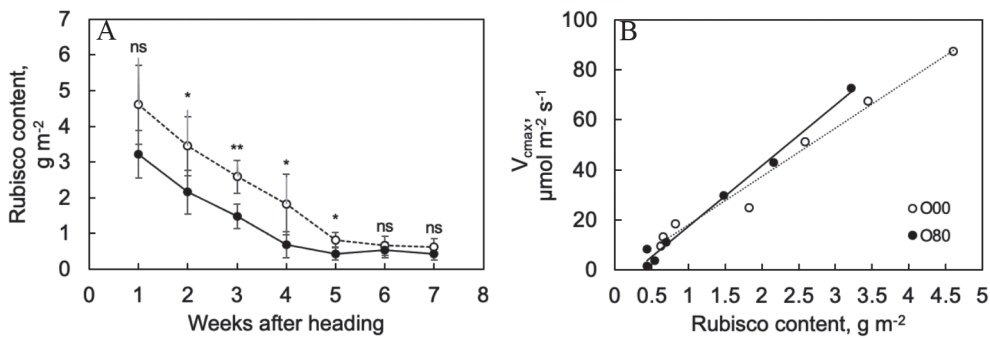 A
7
6
5
4
3
2
1
0
Rubisco content,
g m-2
ns
*
**
*
*
ns
ns
0 1 2 3 4 5 6 7 8
Weeks after heading
B
100
80
60
40
20
0
Vcmax,
µmol m-2 s-1
O00
O80
0 0.5 1 1.5 2 2.5 3 3.5 4 4.5 5
Rubisco content, g m-2